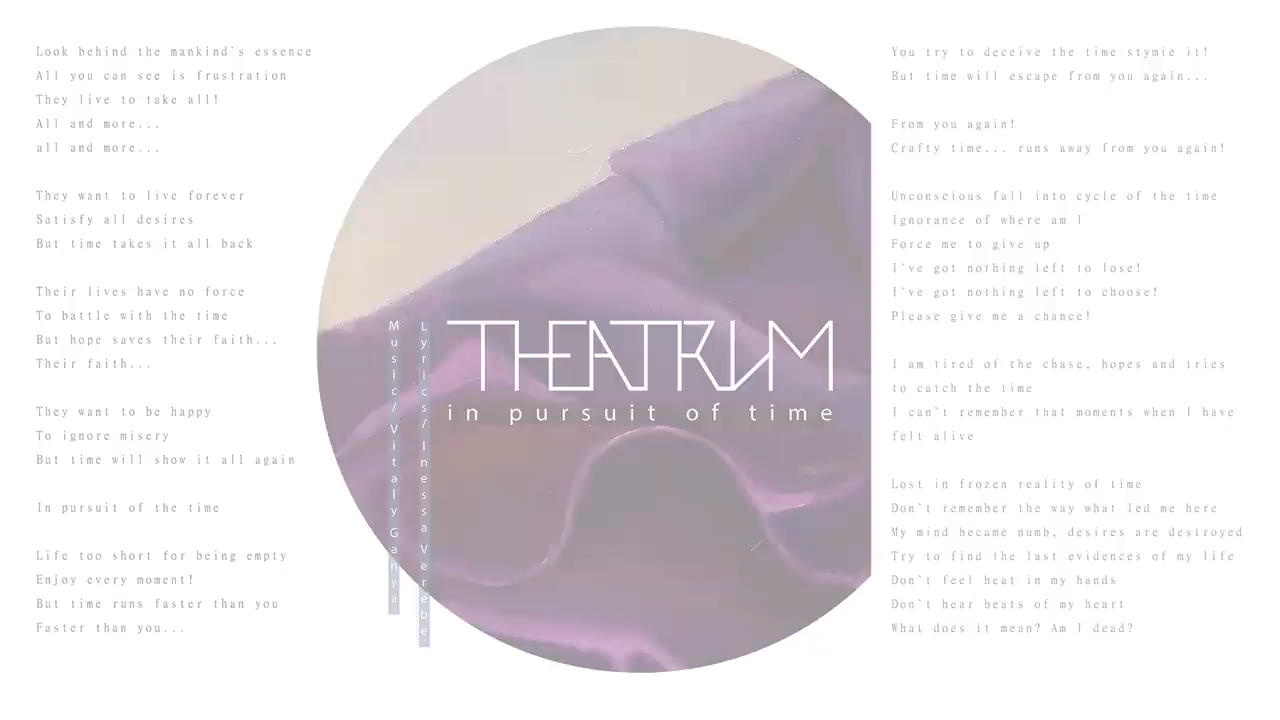 Look behind the mankind`s essence
All you can see is frustration
They live to take all!
All and more...
all and more...
They want to live forever
Satisfy all desires
But time takes it all back
Their lives have no force
To battle with the time
But hope saves their faith...
Their faith...
They want to be happy
To ignore misery
But time will show it all again
In pursuit of the time
Life too short for being empty
Enjoy every moment!
But time runs faster than you
Faster than you...
Music/Vitaly Ganya
Lyrics/Inessa Verebe
THEATRUM
in pursuit of time
You try to deceive the time stymie it!
But time will escape from you again...
From you again!
Crafty time... runs away from you again!
Unconscious fall into cycle of the time
Ignorance of where am I
Force me to give up
I`ve got nothing left to lose!
I`ve got nothing left to choose!
Please give me a chance!
I am tired of the chase, hopes and tries
to catch the time
I can`t remember that moments when I have
felt alive
Lost in frozen reality of time
Don`t remember the way what led me here
My mind became numb, desires are destroyed
Try to find the last evidences of my life
Don`t feel heat in my hands
Don`t hear beats of my heart
What does it mean? Am I dead?